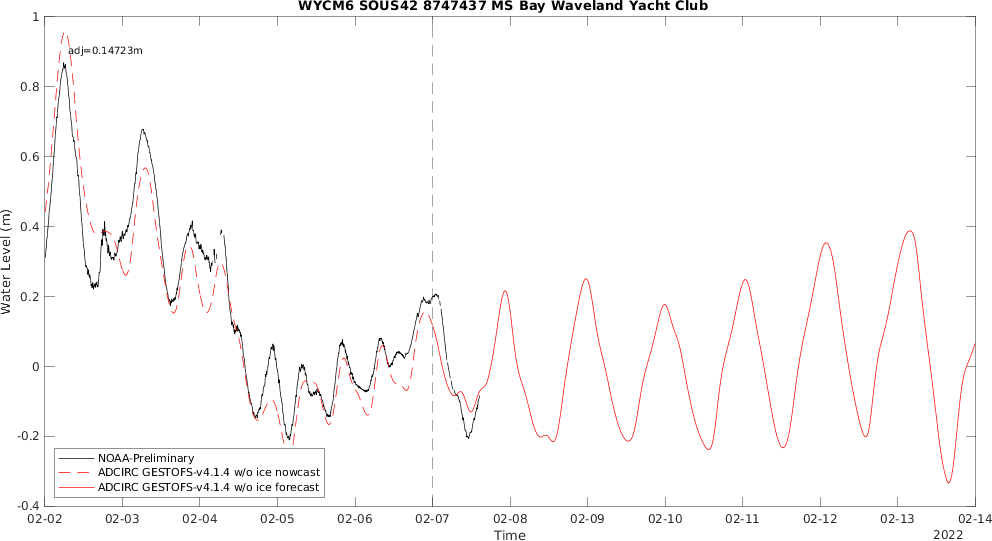 WYCM6 SOUS42 8747437 MS Bay Waveland Yacht Club
adj=0.14723m
1
0.8
0.6
0.4
0.2
0
-0.2
-0.4
Water Level (m)
NOAA-Preliminary
ADCIRC GESTOFS-v4.1.4 w/o ice nowcast
ADCIRC GESTOFS-v4.1.4 w/o ice forecast
02-02 02-03 02-04 02-05 02-06 02-07 02-08 02-09 02-10 02-11 02-12 02-13 02-14
Time
2022